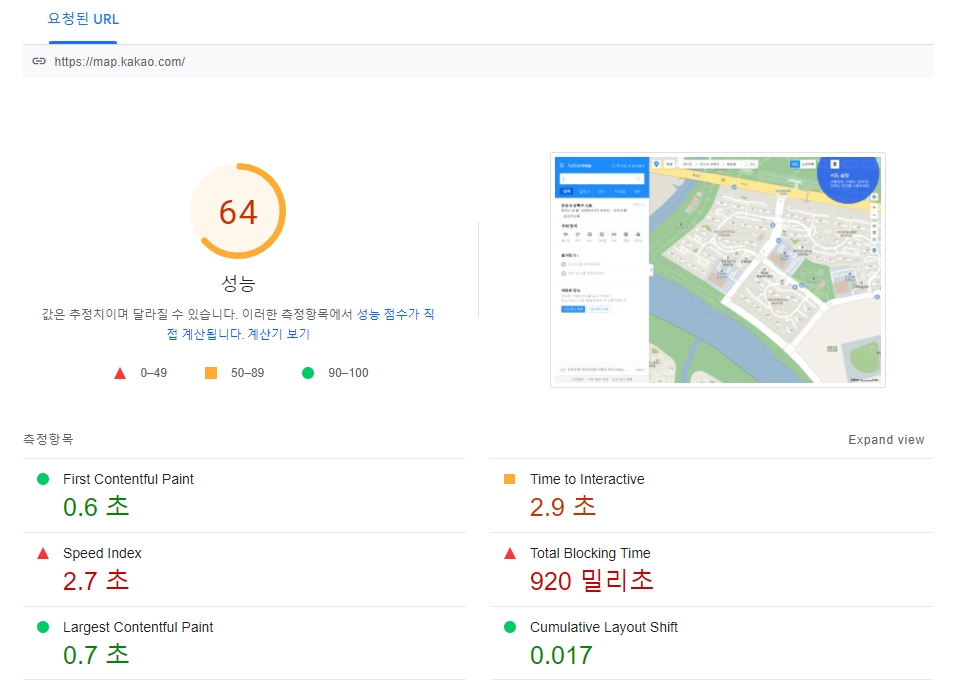 요청된 URL
https://map.kakao.com/
64
성능
값은 추정치이며 달라질 수 있습니다. 이러한 측정항목에서 성능 점수가 직
접 계산됩니다. 계산기 보기
0–49 50–89 90–100
측정항목 Expand view
First Contentful Paint
0.6 초
Time to Interactive
2.9 초
Speed Index
2.7 초
Total Blocking Time
920 밀리초
Largest Contentful Paint
0.7 초
Cumulative Layout Shift
0.017